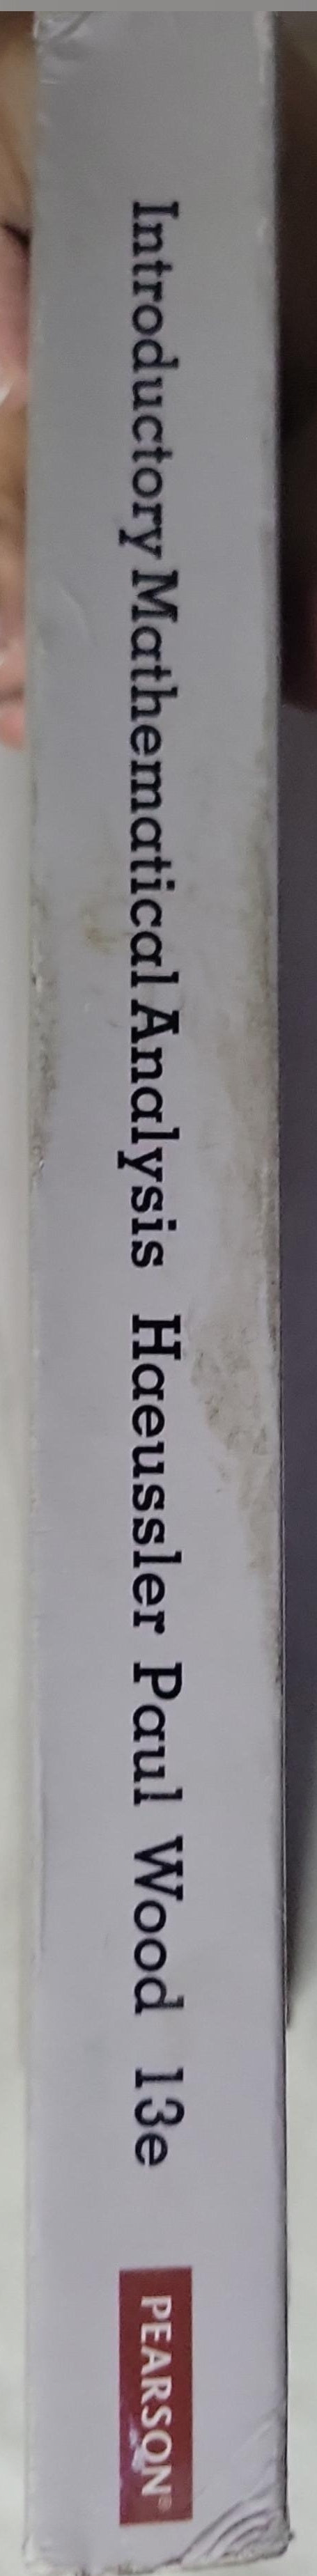 Introductory Mathematical Analysis Haeussler Paul Wood 13e
PEARSON®